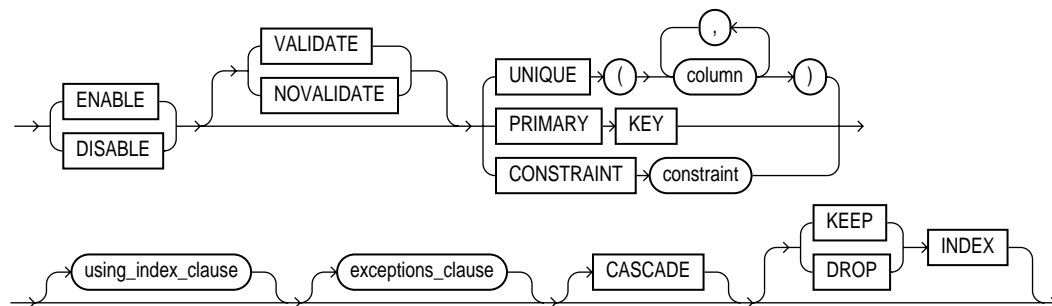 ,
VALIDATE
UNIQUE ( column )
ENABLE NOVALIDATE
DISABLE PRIMARY KEY
CONSTRAINT constraint
KEEP
using_index_clause exceptions_clause CASCADE INDEX
DROP